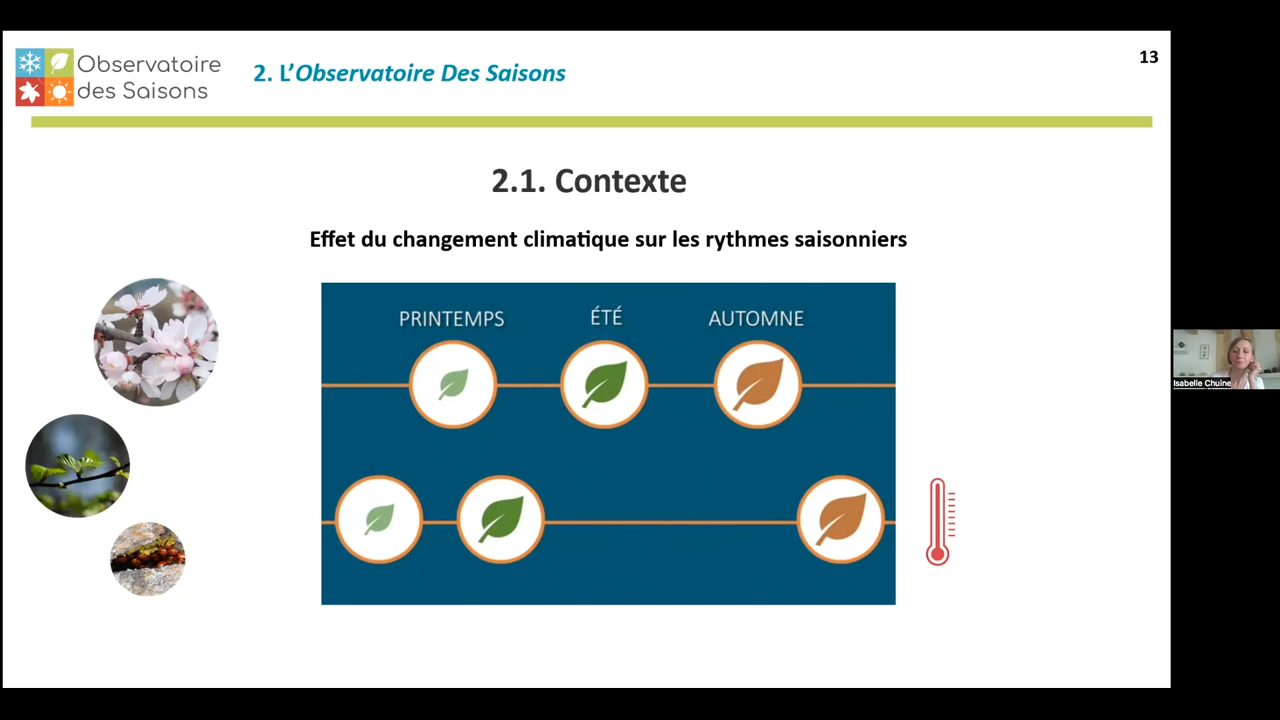 Observatoire
des Saisons
2. L'Observatoire Des Saisons
13
2.1. Contexte
Effet du changement climatique sur les rythmes saisonniers
PRINTEMPS
ÉTÉ
AUTOMNE
Isabelle Chuine